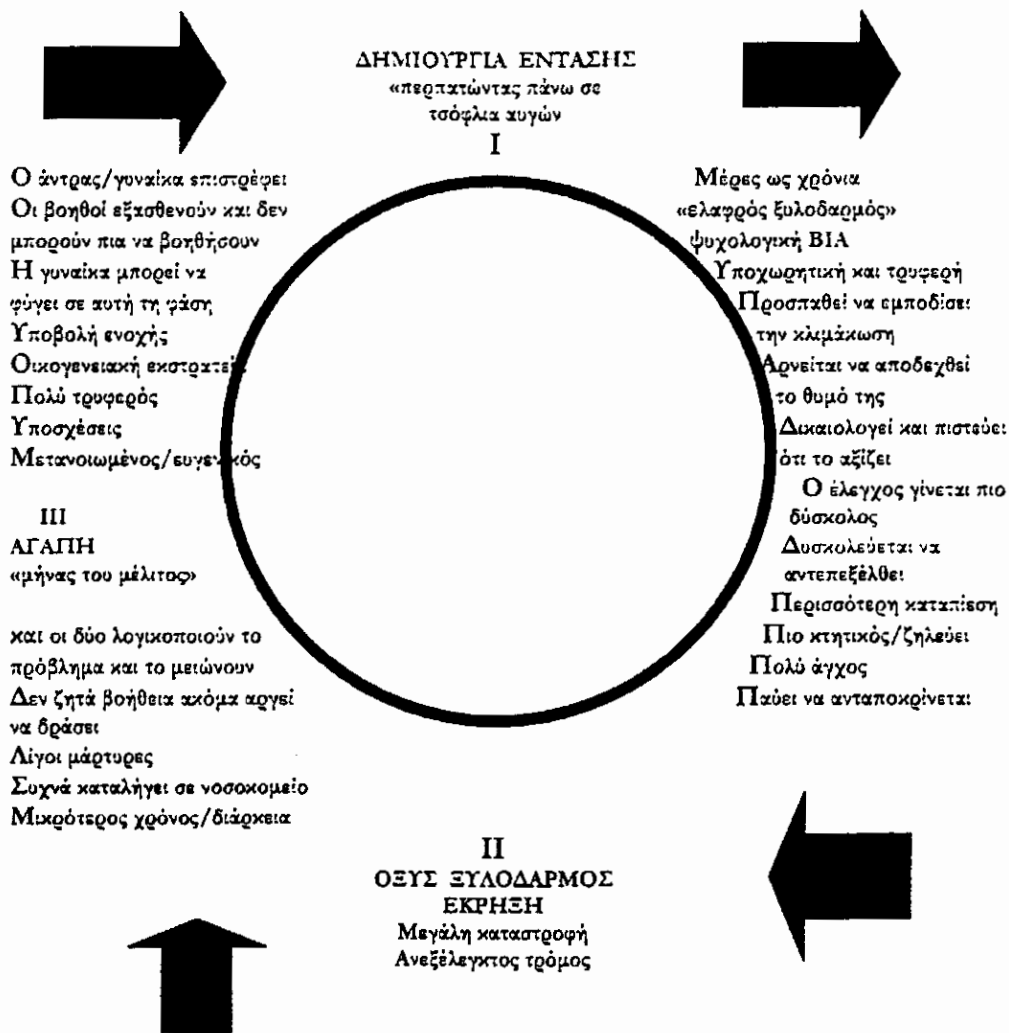 ΔΗΜΙΟΥΡΓΙΑ ΕΝΤΑΣΗΣ
«περπατώντας πάνω σε
τσόφλια αυγών
I
Μέρες ως χρόνια
«ελαφρός ξυλοδαρμός»
ψυχολογική ΒΙΑ
Υποχωρητική και τρυφερή
Προσπαθεί να εμποδίσει
την κλιμάκωση
Αρνείται να αποδεχθεί
το θυμό της
Δικαιολογεί και πιστεύει
ότι το αξίζει
Ο έλεγχος γίνεται πιο
δύσκολος
Δυσκολεύεται να
αντεπεξέλθει
Περισσότερη καταπίεση
Πιο κτητικός/ζηλεύει
Πολύ άγχος
Παύει να ανταποκρίνεται
II
ΟΞΥΣ ΞΥΛΟΔΑΡΜΟΣ
ΕΚΡΗΞΗ
Μεγάλη καταστροφή
Ανεξέλεγκτος τρόμος
Ο άντρας/γυναίκα επιστρέφει
Οι βοηθοί εξασθενούν και δεν
μπορούν πια να βοηθήσουν
Η γυναίκα μπορεί να
φύγει σε αυτή τη φάση
Υποβολή ενοχής
Οικογενειακή εκστρατεία
Πολύ τρυφερός
Υποσχέσεις
Μετανοιωμένος/ευγενικός
III
ΑΓΑΠΗ
«μήνας του μέλιτος»
και οι δύο λογικοποιούν το
πρόβλημα και το μειώνουν
Δεν ζητά βοήθεια ακόμα αργεί
να δράσει
Λίγοι μάρτυρες
Συχνά καταλήγει σε νοσοκομείο
Μικρότερος χρόνος/διάρκεια